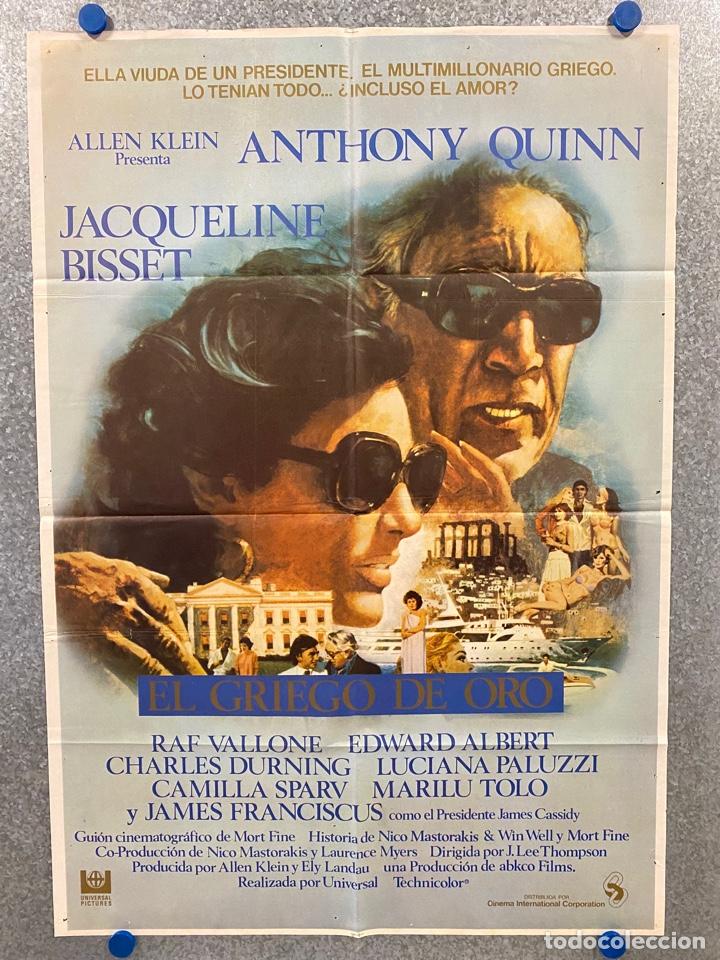 ELLA VIUDA DE UN PRESIDENTE, EL MULTIMILLONARIO GRIEGO.
LO TENIAN TODO... ¿INCLUSO EL AMOR?
ALLEN KLEIN
Presenta
ANTHONY QUINN
JACQUELINE
BISSET
EL GRIEGO DE ORO
RAF VALLONE EDWARD ALBERT
CHARLES DURNING LUCIANA PALUZZI
CAMILLA SPARV MARILU TOLO
y JAMES FRANCISCUS como el Presidente James Cassidy
Guión cinematográfico de Mort Fine Historia de Nico Mastorakis & Win Well y Mort Fine
Co-Producción de Nico Mastorakis y Laurence Myers Dirigida por J. Lee Thompson
Producida por Allen Klein y Ely Landau una Producción de abkco Films.
Realizada por Universal Technicolor®
UNIVERSAL
PICTURES
DISTRIBUIDA POR
Cinema International Corporation
todocoleccion